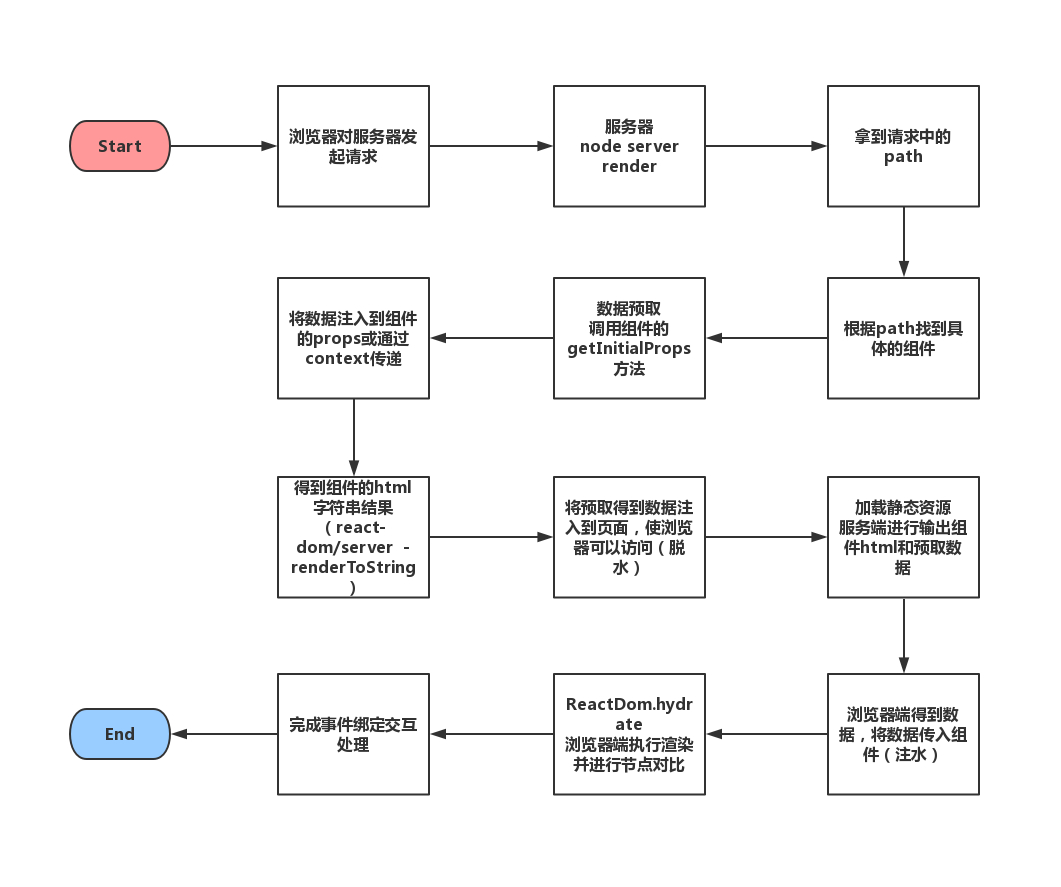 Start
浏览器对服务器发
起请求
服务器
node server
render
拿到请求中的
path
根据path找到具
体的组件
数据预取
调用组件的
getInitialProps
方法
将数据注入到组件
的props或通过
context传递
得到组件的html
字符串结果
（react-
dom/server -
renderToString
）
将预取得到数据注
入到页面，使浏览
器可以访问（脱
水）
加载静态资源
服务端进行输出组
件html和预取数
据
浏览器端得到数
据，将数据传入组
件（注水）
ReactDom.hydr
ate
浏览器端执行渲染
并进行节点对比
完成事件绑定交互
处理
End